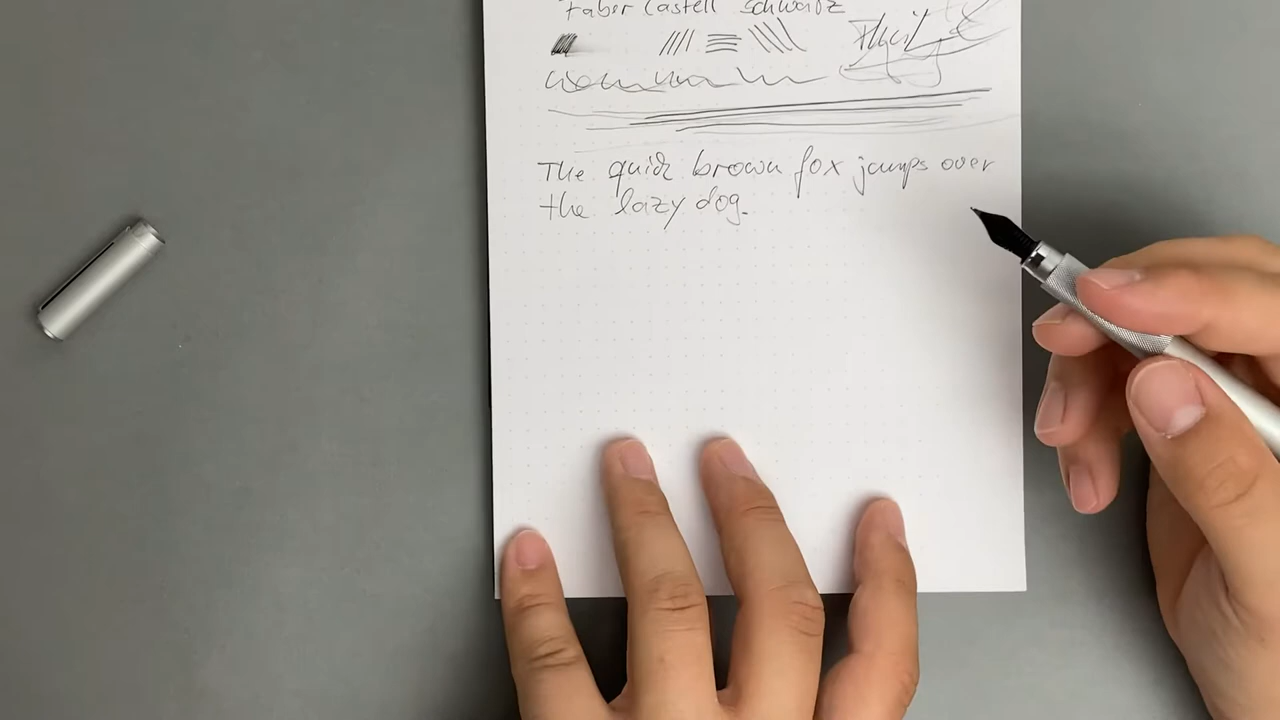 Faber Castell Schwarz
The quick brown fox jumps over
the lazy dog.